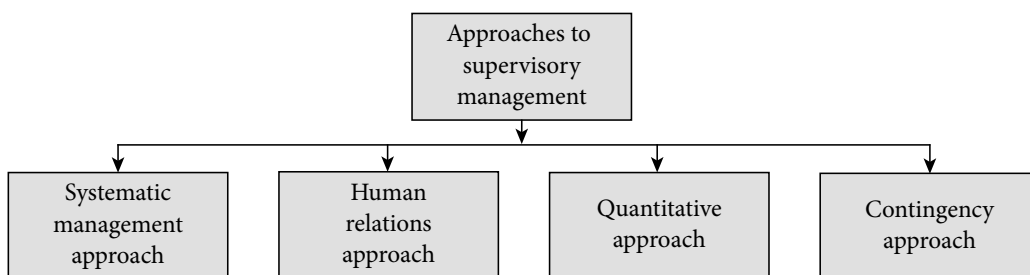 Approaches to
supervisory
management
Systematic
management
approach
Human
relations
approach
Quantitative
approach
Contingency
approach